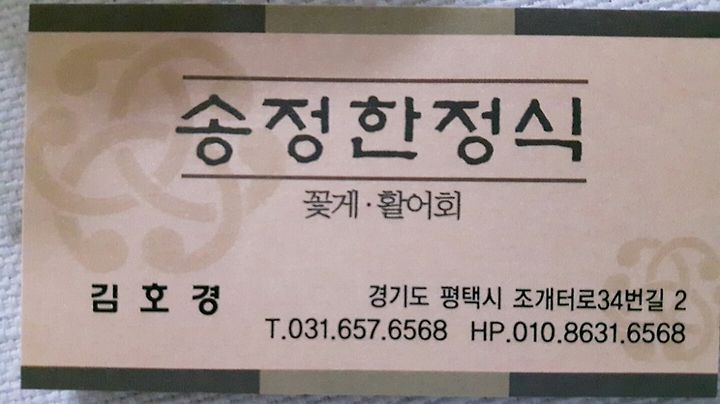 송정한정식
꽃게·활어회
김호경
경기도 평택시 조개터로34번길 2
T.031.657.6568 HP.010.8631.6568